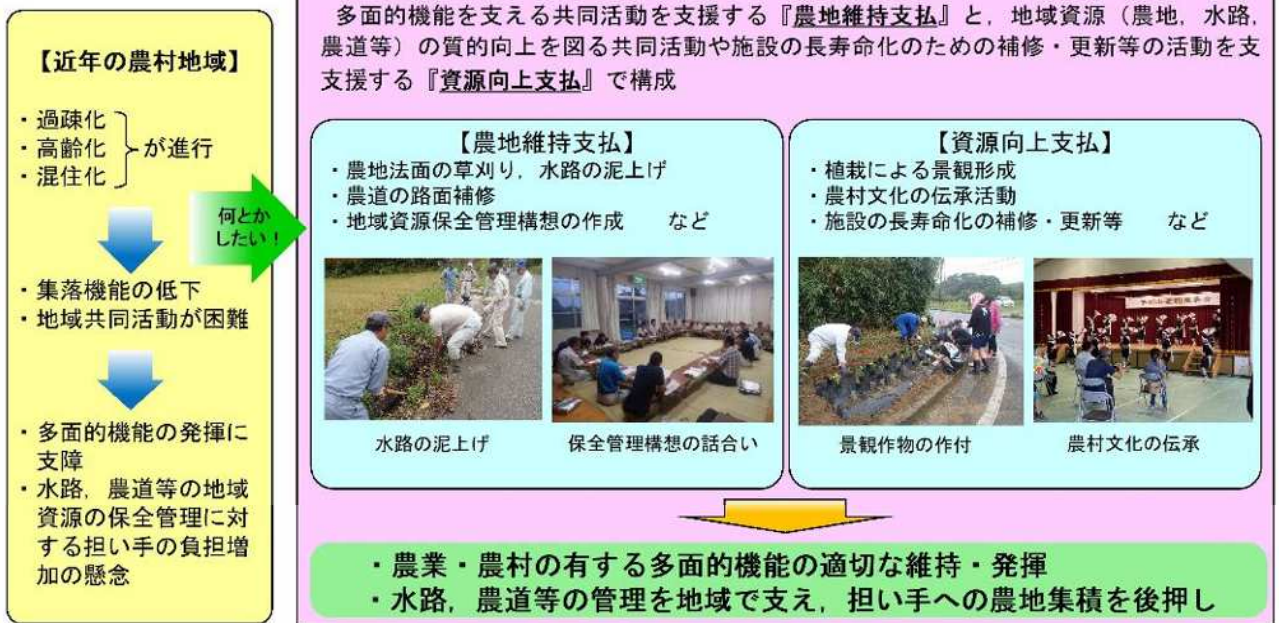 【近年の農村地域】
・過疎化
・高齢化
・混住化
が進行
・集落機能の低下
・地域共同活動が困難
・多面的機能の発揮に
支障
・水路，農道等の地域
資源の保全管理に対
する担い手の負担増
加の懸念
何とか
したい！
多面的機能を支える共同活動を支援する『農地維持支払』と，地域資源（農地，水路，
農道等）の質的向上を図る共同活動や施設の長寿命化のための補修・更新等の活動を支
支援する『資源向上支払』で構成
【農地維持支払】
・農地法面の草刈り，水路の泥上げ
・農道の路面補修
・地域資源保全管理構想の作成　など
水路の泥上げ
保全管理構想の話合い
【資源向上支払】
・植栽による景観形成
・農村文化の伝承活動
・施設の長寿命化の補修・更新等　など
景観作物の作付
農村文化の伝承
・農業・農村の有する多面的機能の適切な維持・発揮
・水路，農道等の管理を地域で支え，担い手への農地集積を後押し